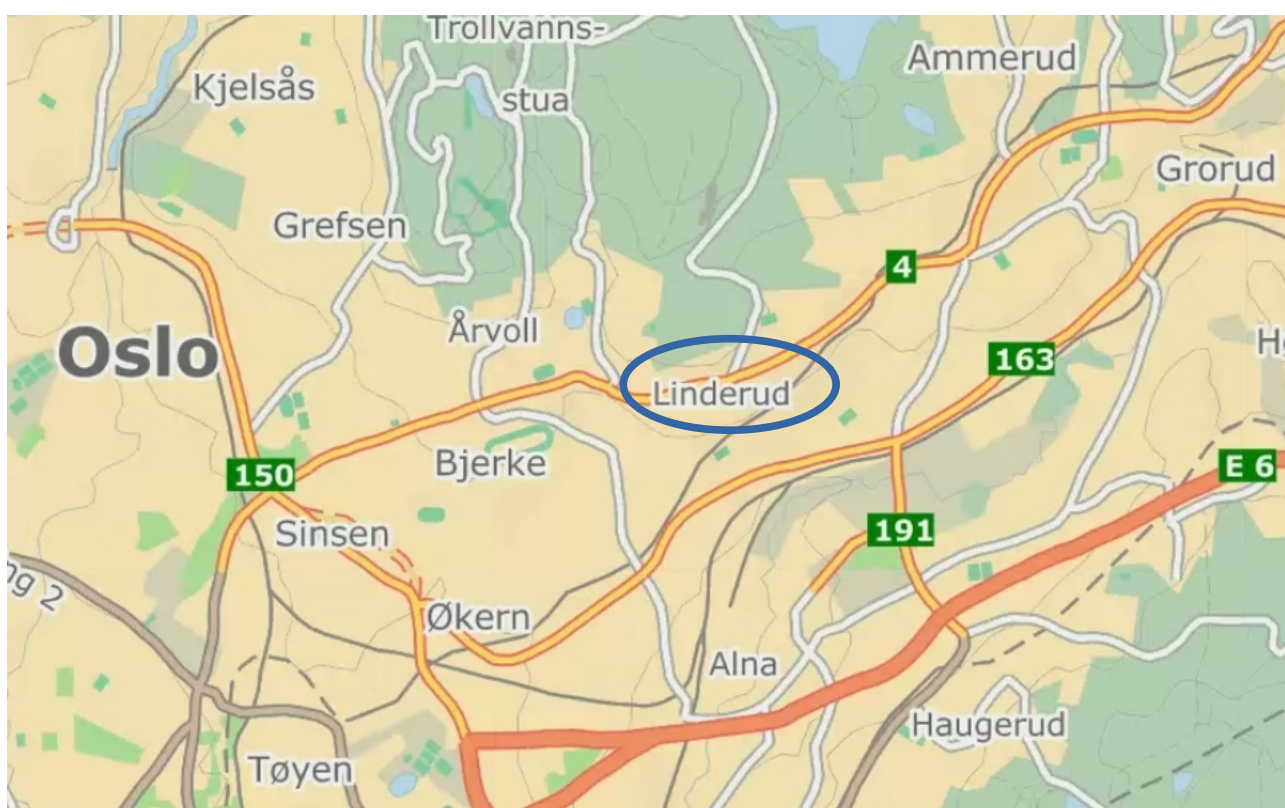 Trollvanns-
stua
Ammerud
Kjelsås
Grorud
Grefsen
4
Årvoll
Oslo
163
Linderud
Bjerke
150
E 6
Sinsen
191
Økern
Alna
Haugerud
Tøyen